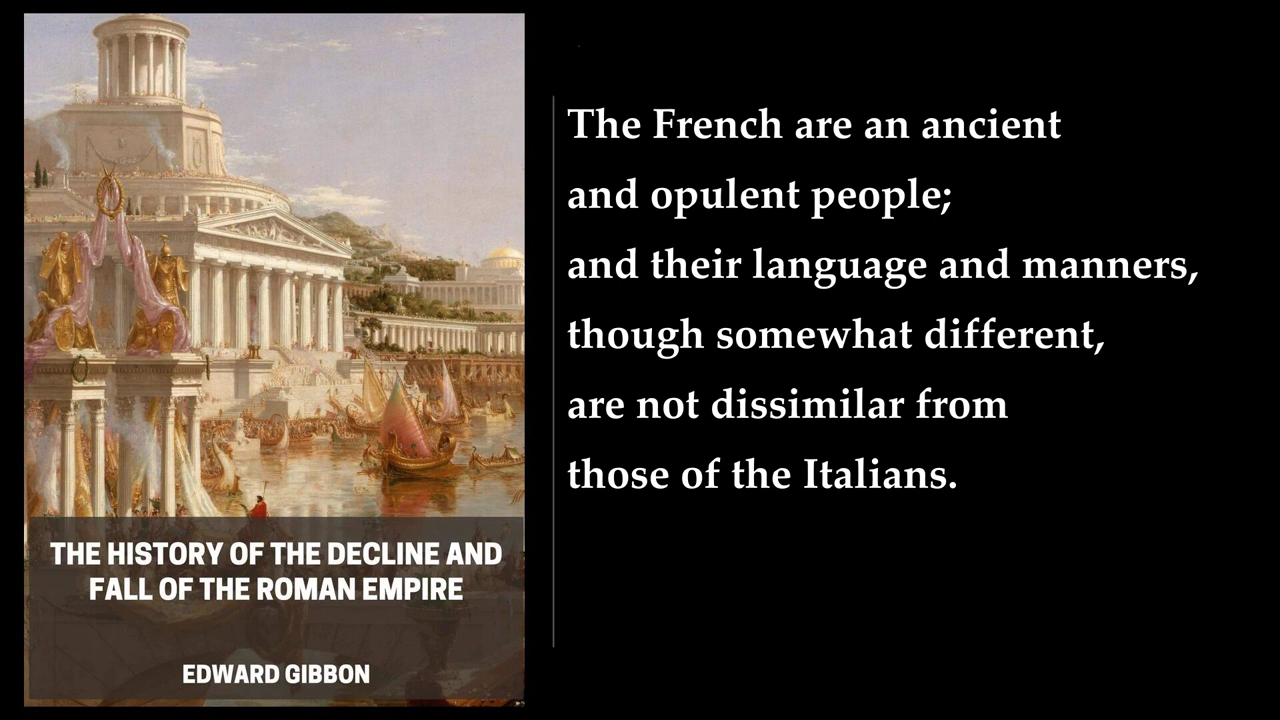 THE HISTORY OF THE DECLINE AND
FALL OF THE ROMAN EMPIRE
EDWARD GIBBON
The French are an ancient
and opulent people;
and their language and manners,
though somewhat different,
are not dissimilar from
those of the Italians.